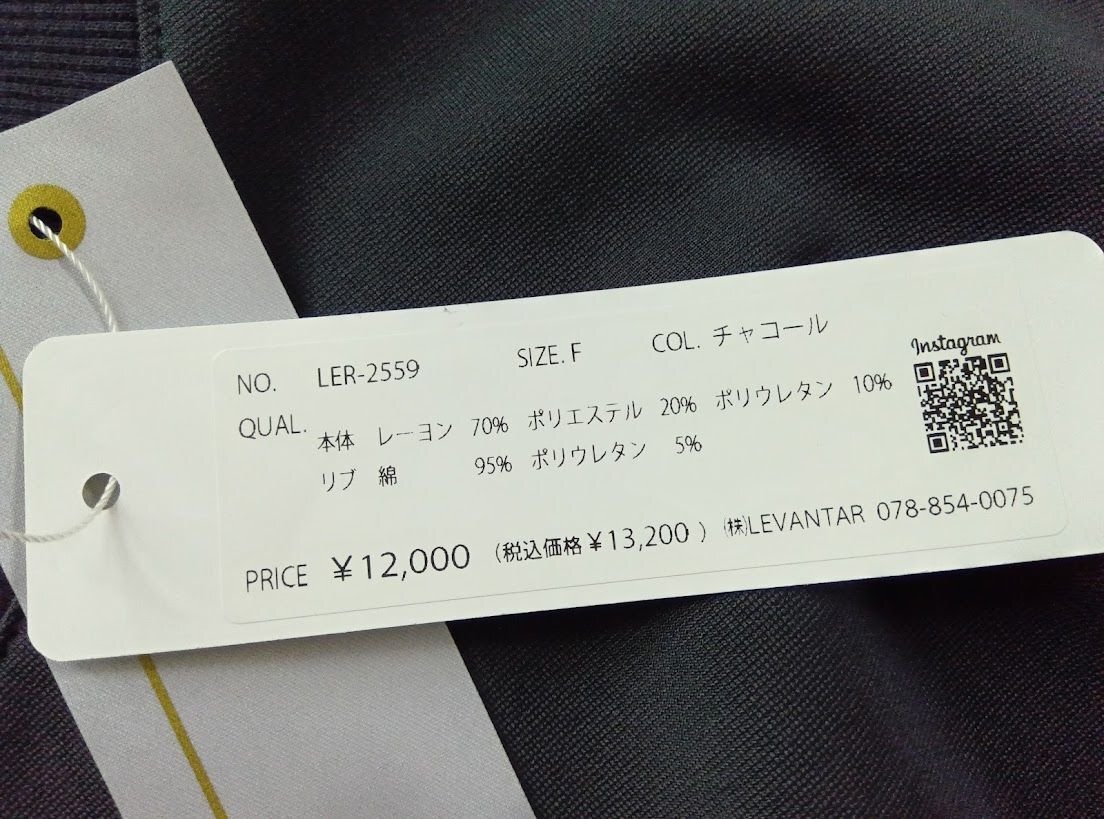 NO. LER-2559 SIZE. F COL. チャコール
Instagram
QUAL. 本体 レーヨン 70% ポリエステル 20% ポリウレタン 10%
リブ 綿 95% ポリウレタン 5%
PRICE ¥12,000 (税込価格¥13,200 ) ㈱LEVANTAR 078-854-0075